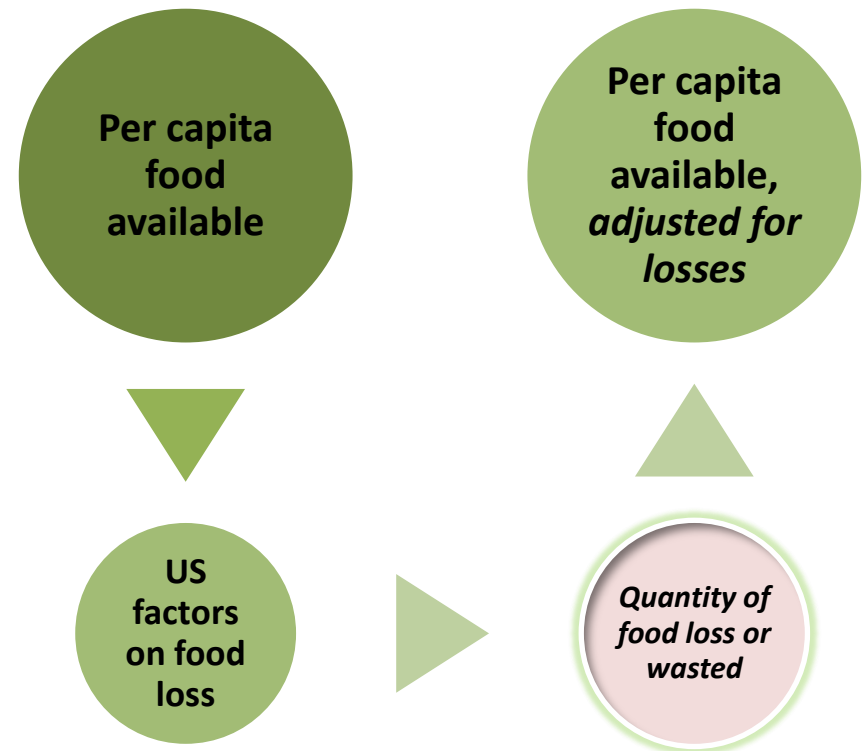 Per capita
food
available
US
factors
on food
loss
Quantity of
food loss or
wasted
Per capita
food
available,
adjusted for
losses